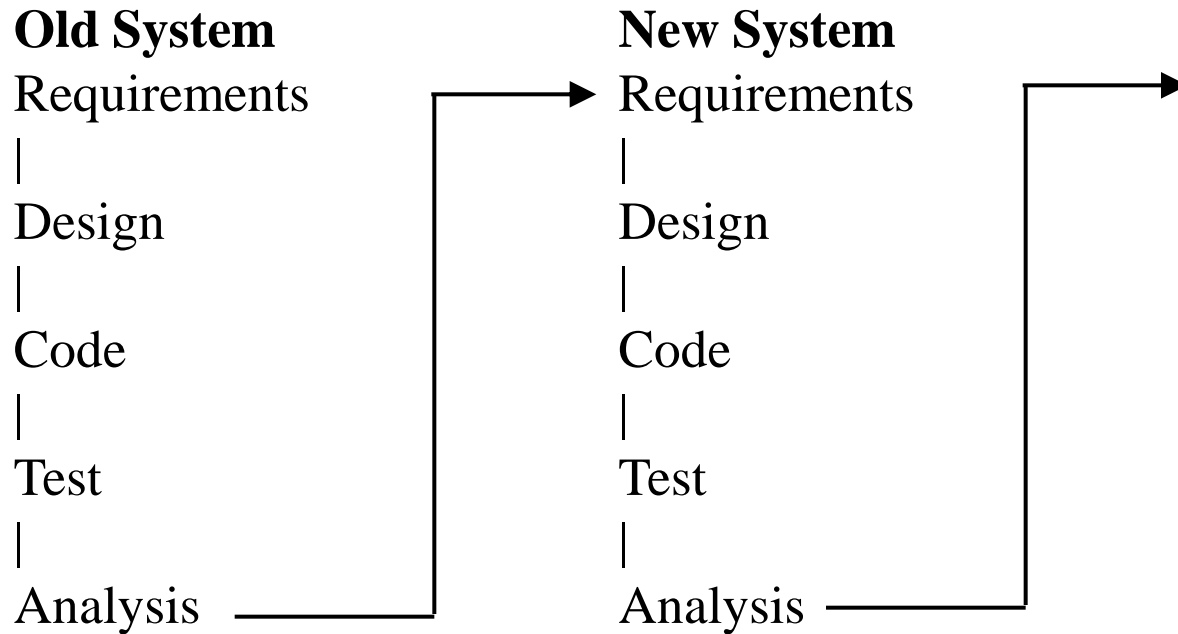 Old System
Requirements
Design
Code
Test
Analysis
New System
Requirements
Design
Code
Test
Analysis